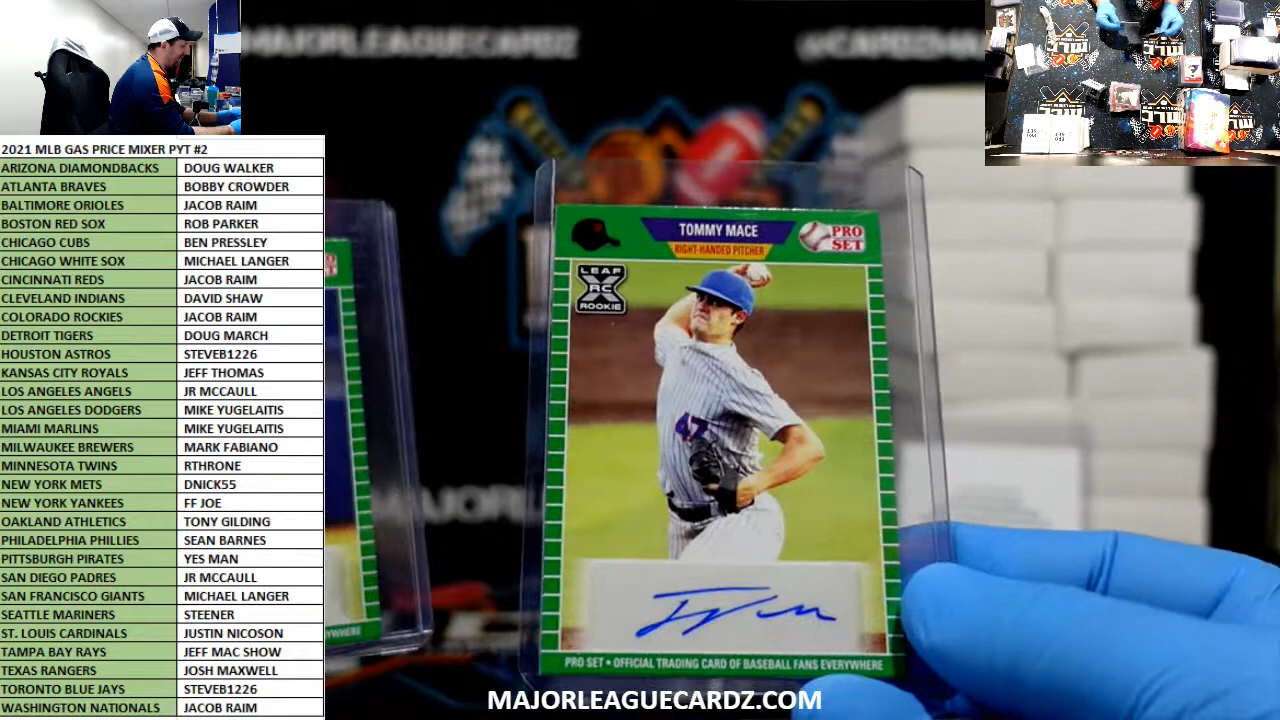 MAJORLEAGUECARDZ
2021 MLB GAS PRICE MIXER PYT #2
ARIZONA DIAMONDBACKS DOUG WALKER
ATLANTA BRAVES BOBBY CROWDER
BALTIMORE ORIOLES JACOB RAIM
BOSTON RED SOX ROB PARKER
CHICAGO CUBS BEN PRESSLEY
CHICAGO WHITE SOX MICHAEL LANGER
CINCINNATI REDS JACOB RAIM
CLEVELAND INDIANS DAVID SHAW
COLORADO ROCKIES JACOB RAIM
DETROIT TIGERS DOUG MARCH
HOUSTON ASTROS STEVEB1226
KANSAS CITY ROYALS JEFF THOMAS
LOS ANGELES ANGELS JR MCCAULL
LOS ANGELES DODGERS MIKE YUGELAITIS
MIAMI MARLINS MIKE YUGELAITIS
MILWAUKEE BREWERS MARK FABIANO
MINNESOTA TWINS RTHRONE
NEW YORK METS DNICK55
NEW YORK YANKEES FF JOE
OAKLAND ATHLETICS TONY GILDING
PHILADELPHIA PHILLIES SEAN BARNES
PITTSBURGH PIRATES YES MAN
SAN DIEGO PADRES JR MCCAULL
SAN FRANCISCO GIANTS MICHAEL LANGER
SEATTLE MARINERS STEENER
ST. LOUIS CARDINALS JUSTIN NICOSON
TAMPA BAY RAYS JEFF MAC SHOW
TEXAS RANGERS JOSH MAXWELL
TORONTO BLUE JAYS STEVEB1226
WASHINGTON NATIONALS JACOB RAIM
TOMMY MACE
RIGHT-HANDED PITCHER
PRO
SET
LEAF
RC
ROOKIE
47
PRO SET • OFFICIAL TRADING CARD OF BASEBALL FANS EVERYWHERE
MAJORLEAGUECARDZ.COM